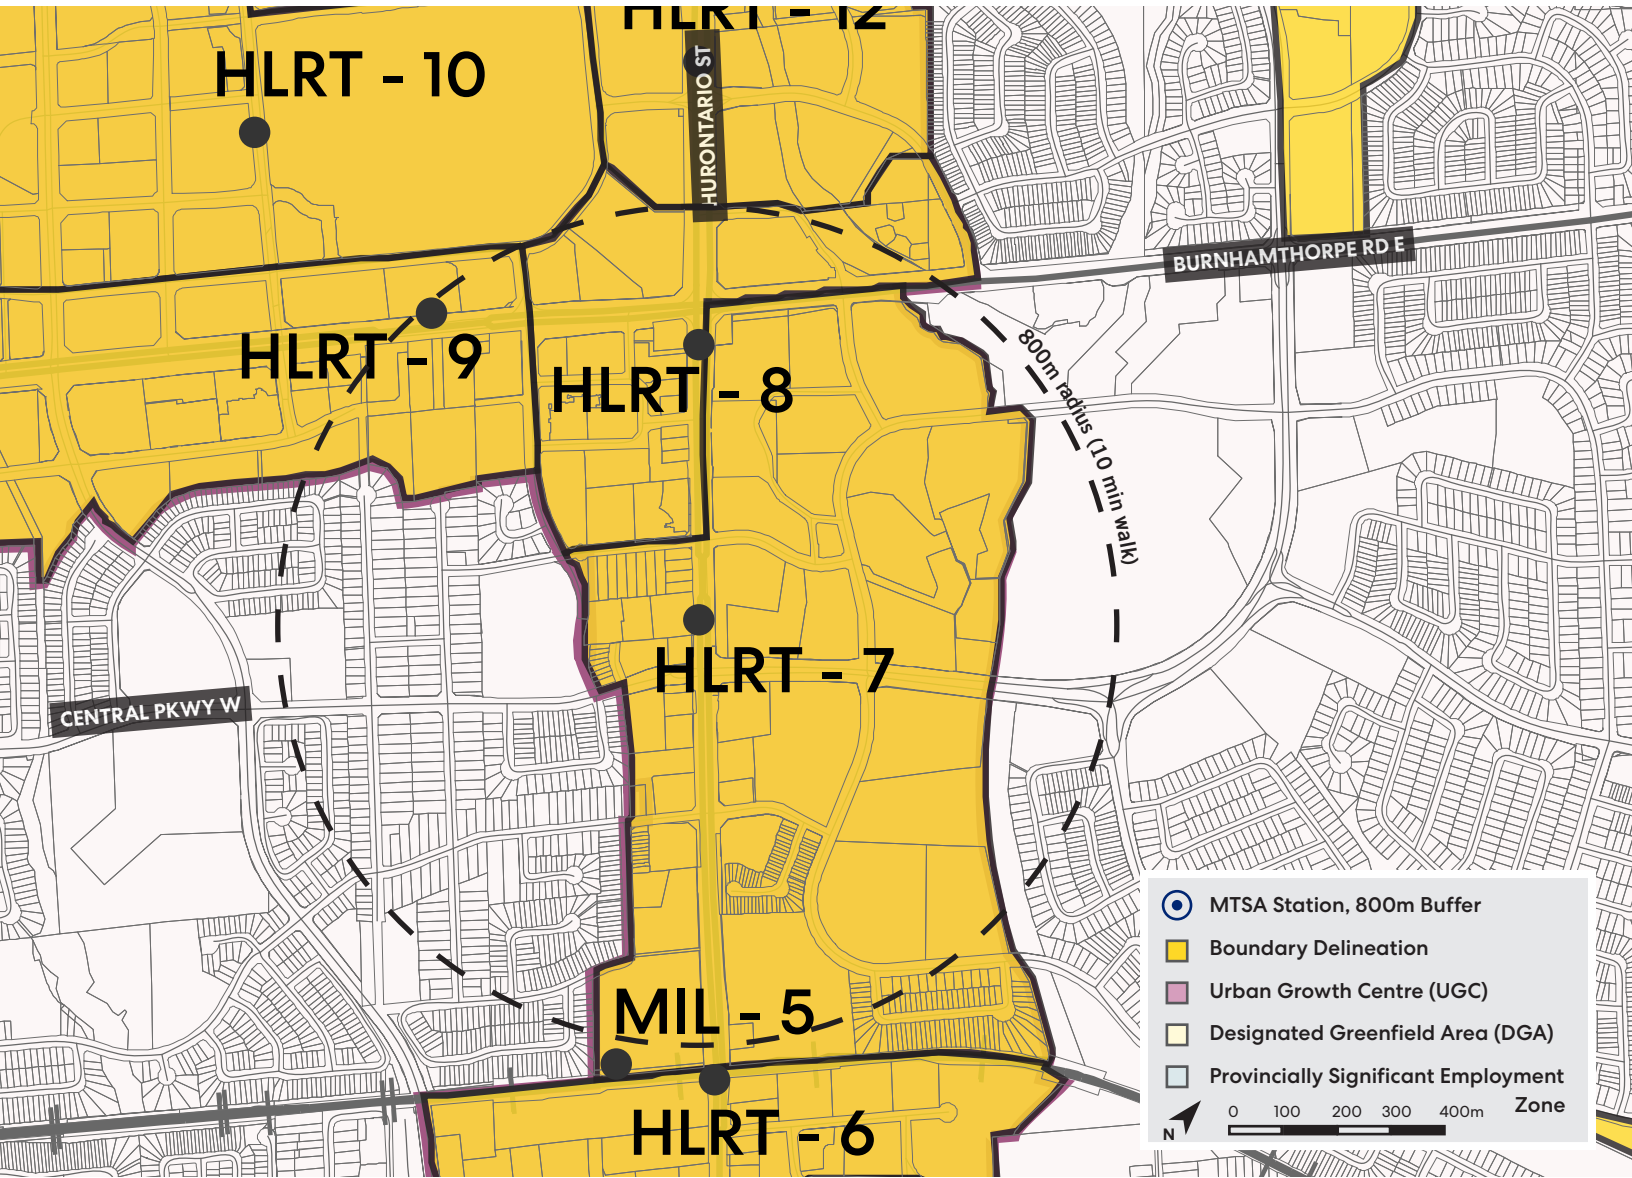 HLRT - 12
HLRT - 10
HURONTARIO ST
BURNHAMTHORPE RD E
HLRT - 9
HLRT - 8
800m radius (10 min walk)
HLRT - 7
CENTRAL PKWY W
MIL - 5
HLRT - 6
MTSA Station, 800m Buffer
Boundary Delineation
Urban Growth Centre (UGC)
Designated Greenfield Area (DGA)
Provincially Significant Employment
Zone
N
0 100 200 300 400m